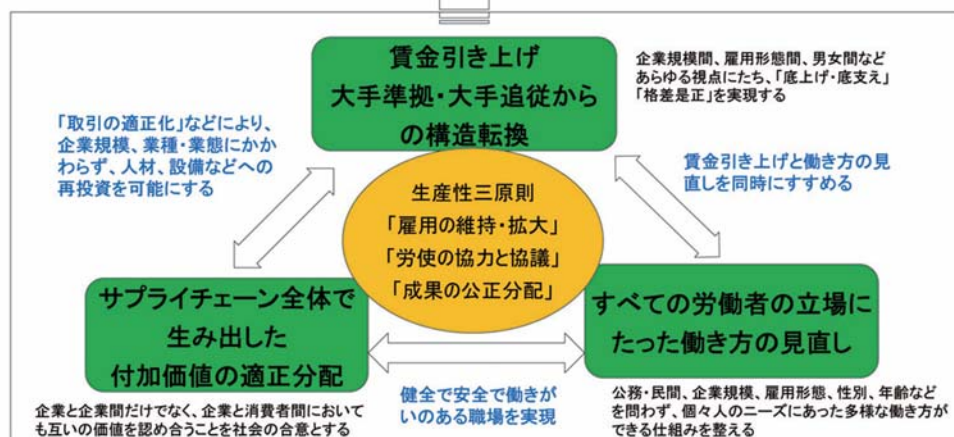 賃金引き上げ
大手準拠・大手追従から
の構造転換
企業規模間、雇用形態間、男女間など
あらゆる視点にたち、「底上げ・底支え」
「格差是正」を実現する
「取引の適正化」などにより、
企業規模、業種・業態にかか
わらず、人材、設備などへの
再投資を可能にする
賃金引き上げと働き方の見
直しを同時にすすめる
生産性三原則
「雇用の維持・拡大」
「労使の協力と協議」
「成果の公正分配」
サプライチェーン全体で
生み出した
付加価値の適正分配
すべての労働者の立場に
たった働き方の見直し
健全で安全で働きが
いのある職場を実現
企業と企業間だけでなく、企業と消費者間において
も互いの価値を認め合うことを社会の合意とする
公務・民間、企業規模、雇用形態、性別、年齢など
を問わず、個々人のニーズにあった多様な働き方が
できる仕組みを整える